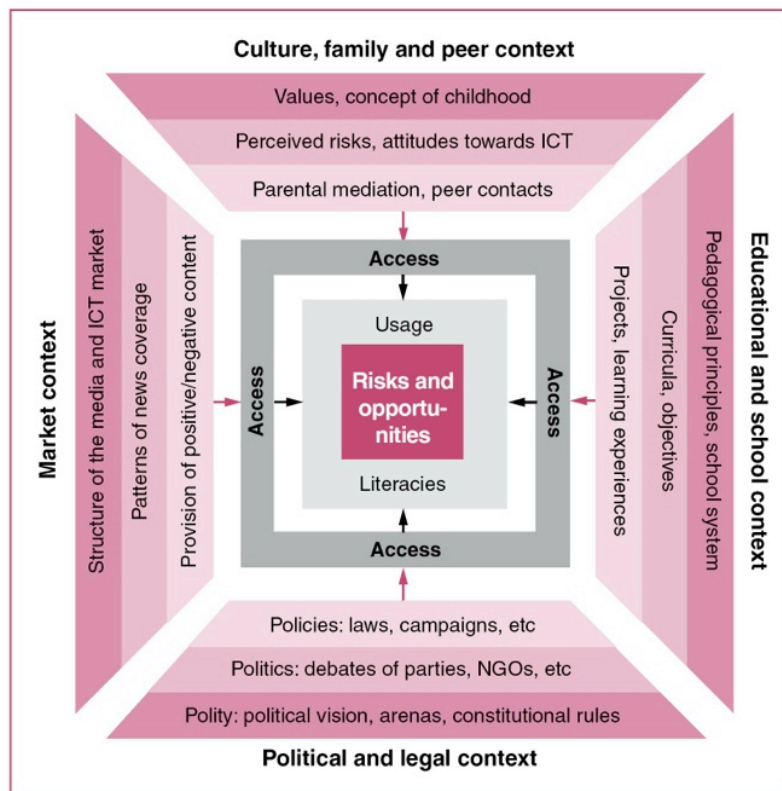 Culture, family and peer context
Values, concept of childhood
Perceived risks, attitudes towards ICT
Parental mediation, peer contacts
Market context
Structure of the media and ICT market
Patterns of news coverage
Provision of positive/negative content
Access
Access
Usage
Risks and
opportu-
nities
Literacies
Access
Access
Projects, learning experiences
Curricula, objectives
Pedagogical principles, school system
Educational and school context
Policies: laws, campaigns, etc
Politics: debates of parties, NGOs, etc
Polity: political vision, arenas, constitutional rules
Political and legal context